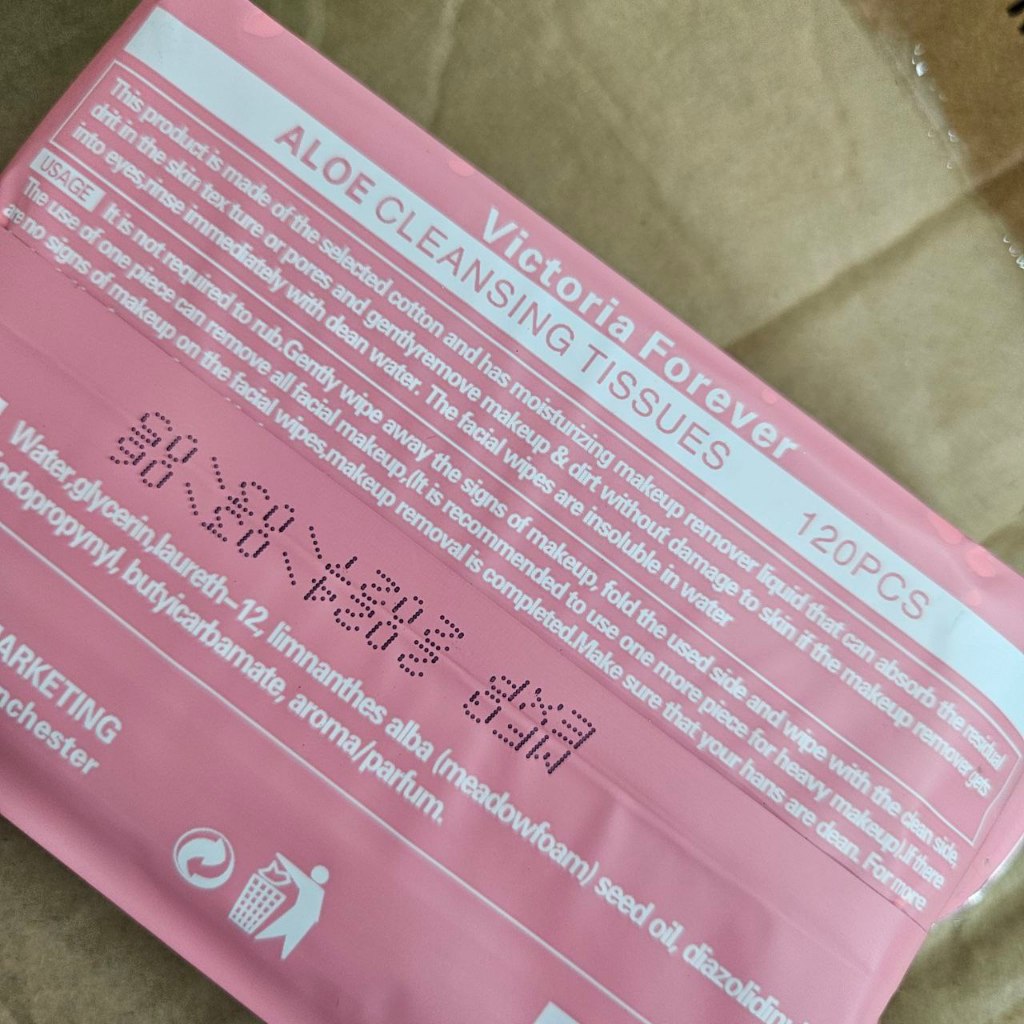 Victoria Forever
ALOE CLEANSING TISSUES 120PCS
This product is made of the selected cotton and has moisturizing makeup remover liquid that can absorb the residual
drit in the skin tex ture or pores and gentlyremove makeup & dirt without damage to skin.if the makeup remover gets
into eyes,rinse immediately with dean water. The facial wipes are insoluble in water
USAGE It is not required to rub.Gently wipe away the signs of makeup, fold the used side and wipe with the clean side.
The use of one piece can remove all facial makeup,(It is recommended to use one more piece for heavy makeup).If there
are no signs of makeup on the facial wipes,makeup removal is completed.Make sure that your hans are dean. For more
Water,glycerin,laureth-12, limnanthes alba (meadowfoam) seed oil, diazolidinyl
iodopropynyl, butyicarbamate, aroma/parfum.
ARKETING
nchester